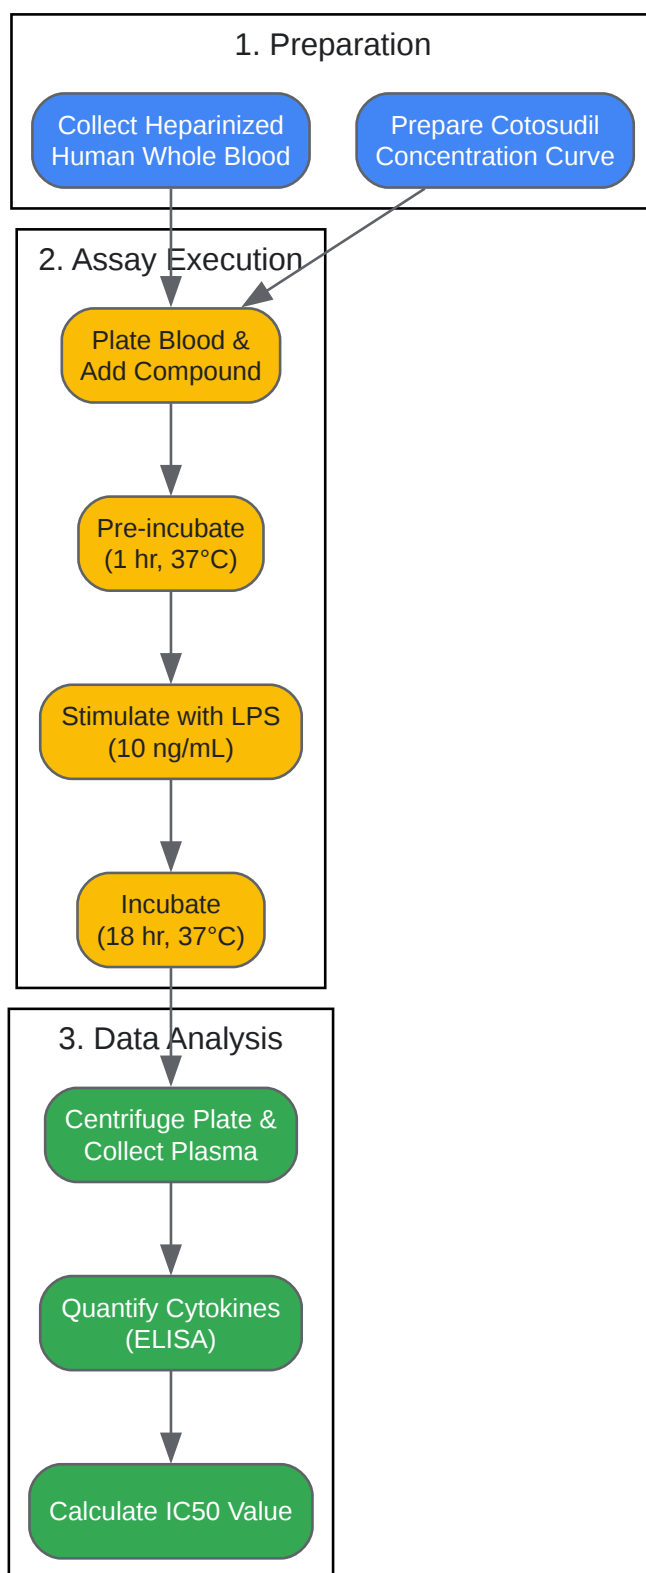 1. Preparation
Collect Heparinized
Human Whole Blood
Prepare Cotosudil
Concentration Curve
2. Assay Execution
Plate Blood &
Add Compound
Pre-incubate
(1 hr, 37°C)
Stimulate with LPS
(10 ng/mL)
Incubate
(18 hr, 37°C)
3. Data Analysis
Centrifuge Plate &
Collect Plasma
Quantify Cytokines
(ELISA)
Calculate IC50 Value